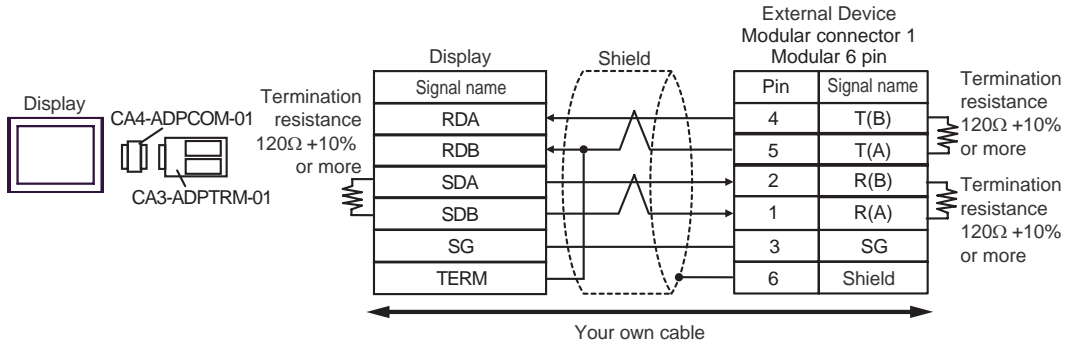 External Device
Modular connector 1
Modular 6 pin
Display
Shield
Signal name
Pin
Signal name
Display
CA4-ADPCOM-01
CA3-ADPTRM-01
Termination
resistance
120Ω +10%
or more
RDA
4
T(B)
RDB
5
T(A)
SDA
2
R(B)
SDB
1
R(A)
SG
3
SG
TERM
6
Shield
Termination
resistance
120Ω +10%
or more
Termination
resistance
120Ω +10%
or more
Your own cable